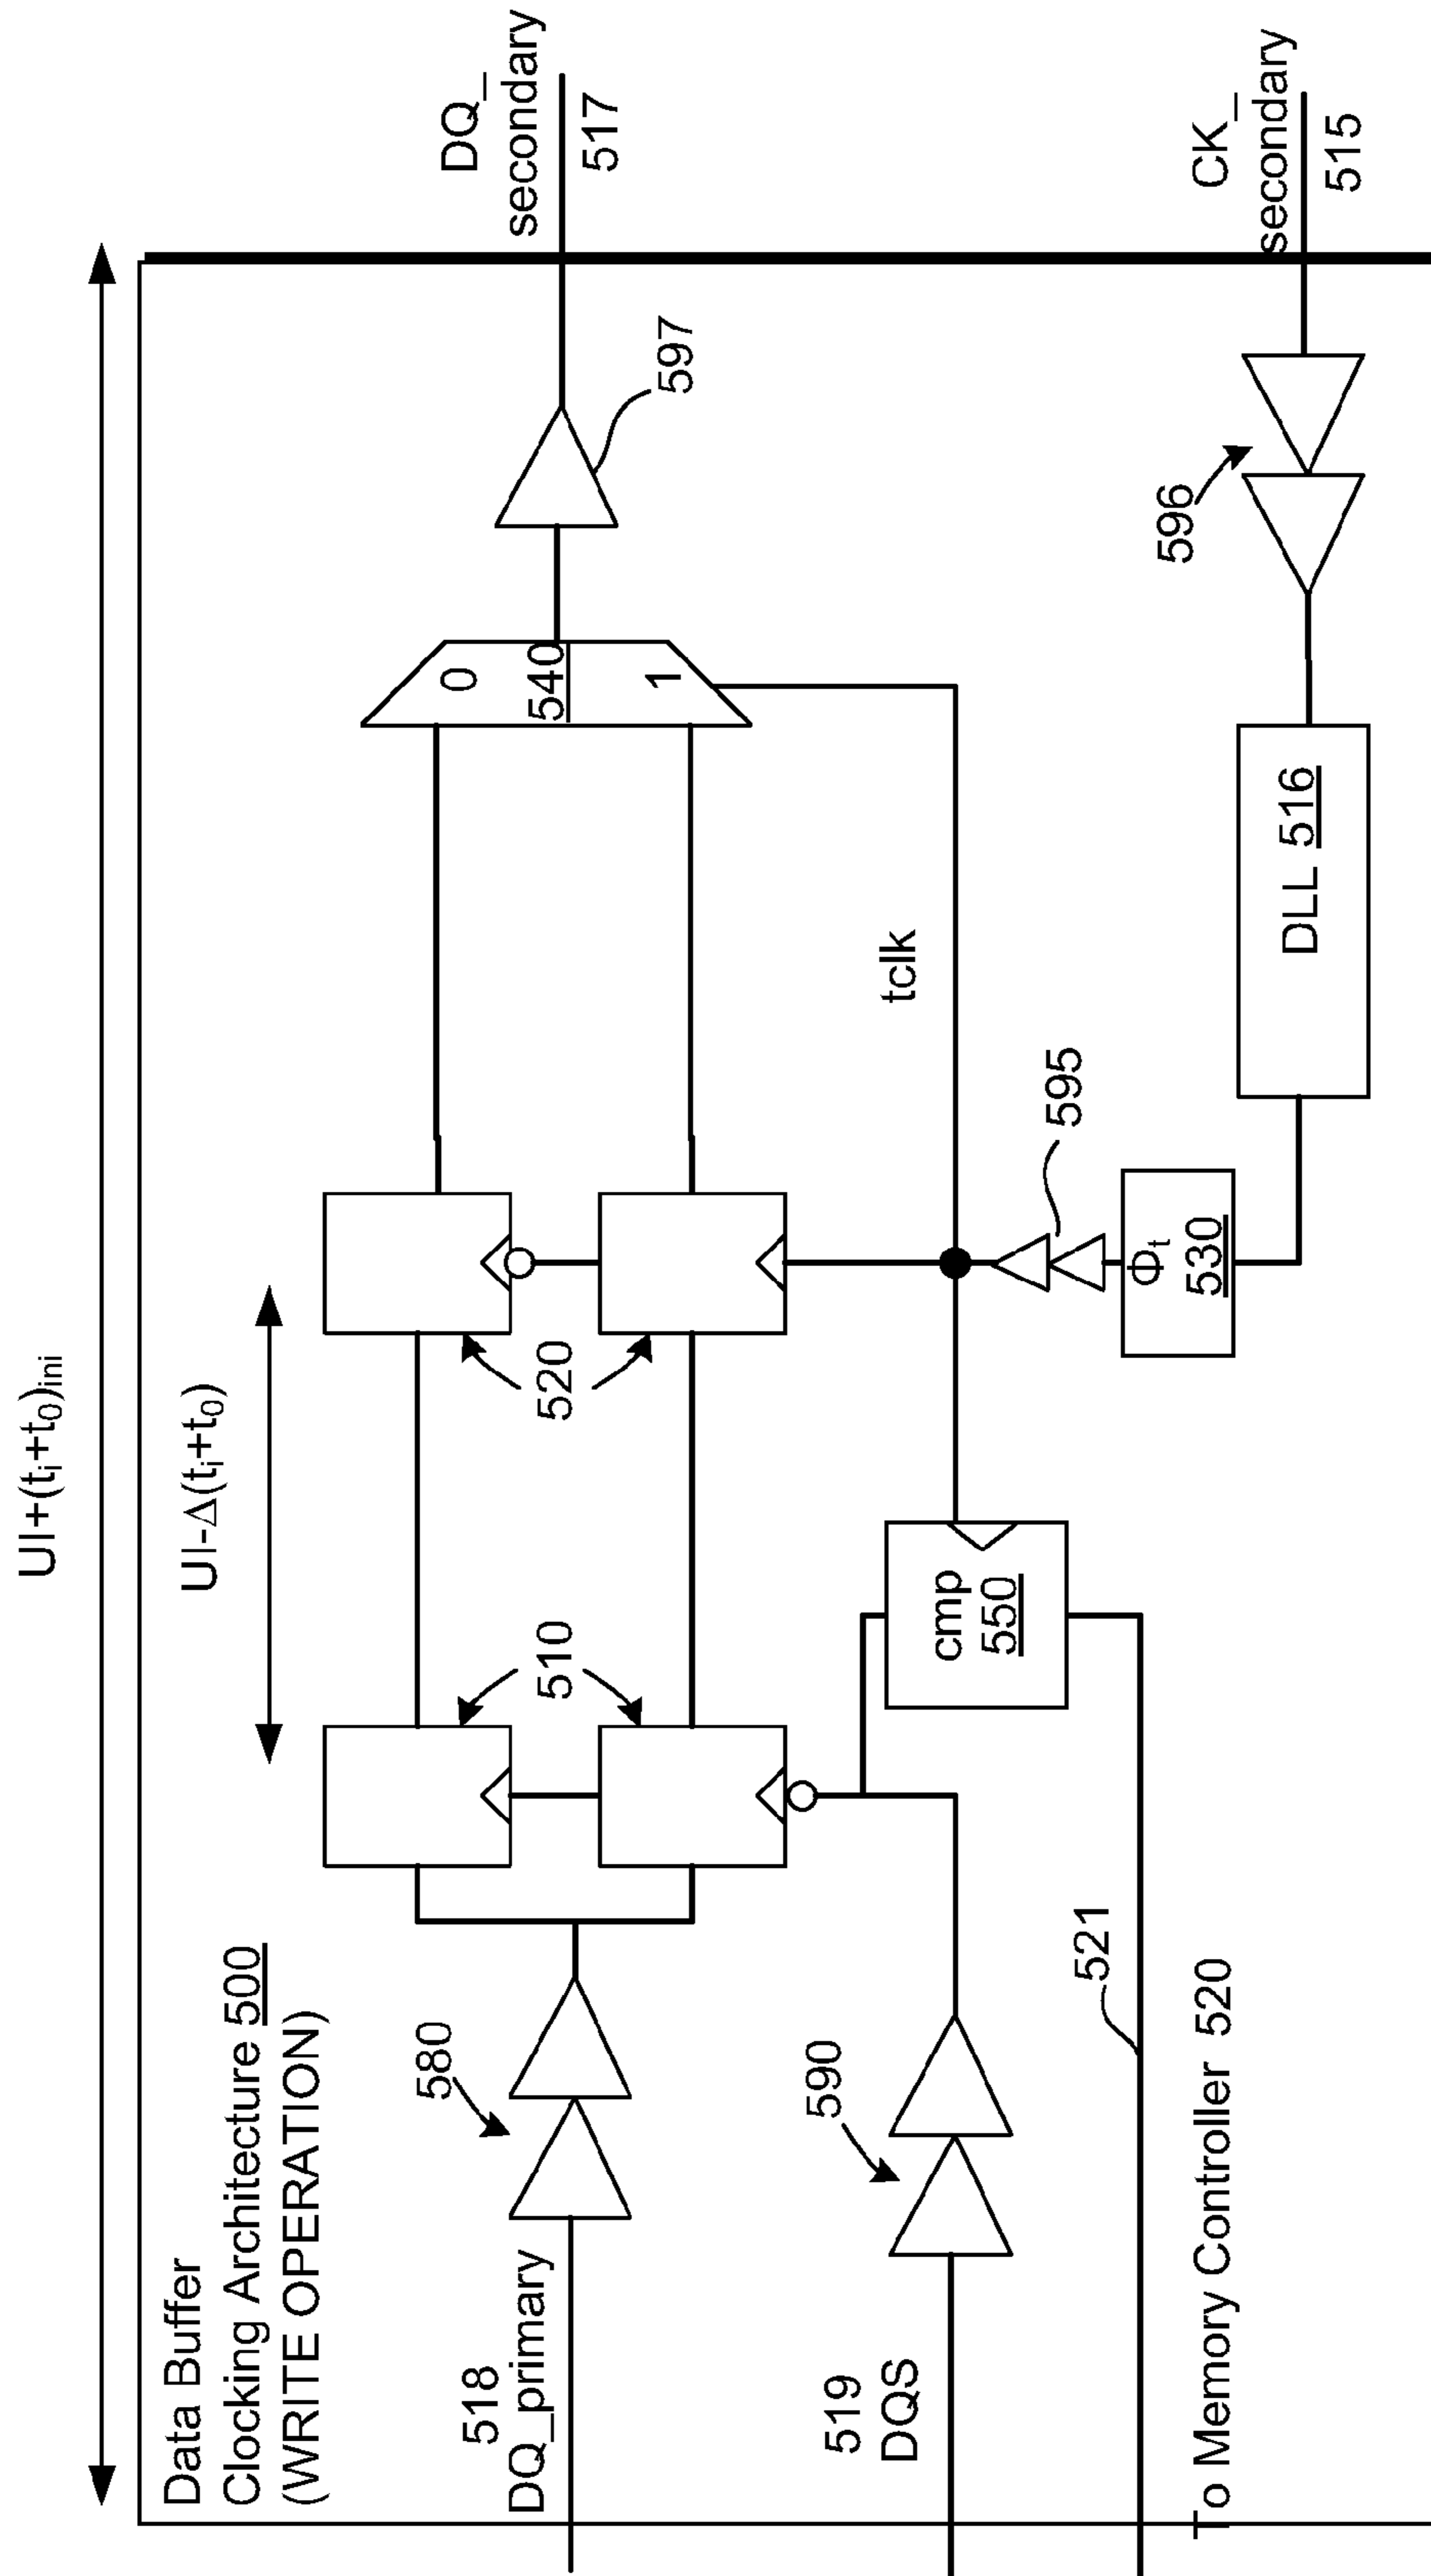 UI+(ti+t0)ini
UI-Δ(ti+t0)
Data Buffer
Clocking Architecture 500
(WRITE OPERATION)
518
DQ_primary
580
510
520
0
540
1
597
DQ_
secondary
517
519
DQS
590
cmp
550
tclk
595
Φt
530
DLL 516
596
CK_
secondary
515
521
To Memory Controller 520